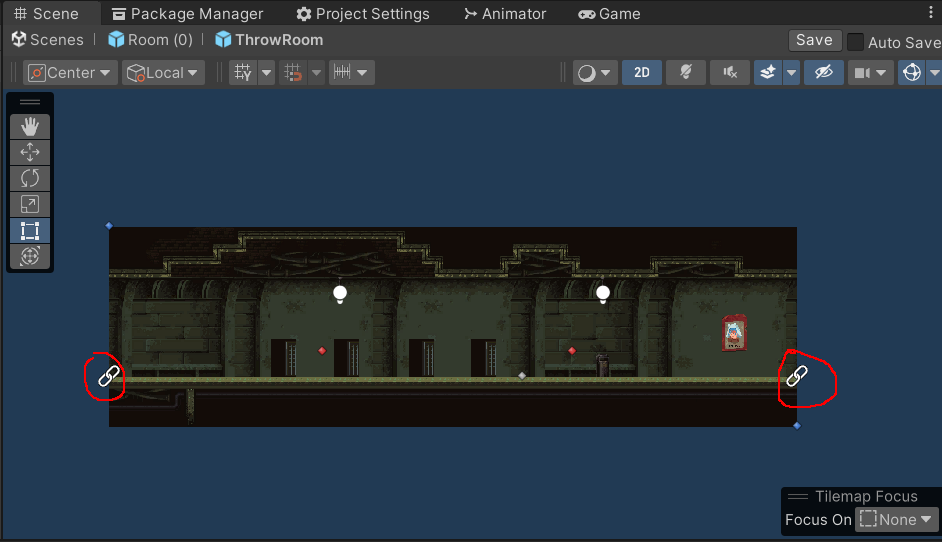 Scene Package Manager Project Settings Animator Game
Scenes Room (0) ThrowRoom Save Auto Save
Center Local Y 2D
Tilemap Focus
Focus On None